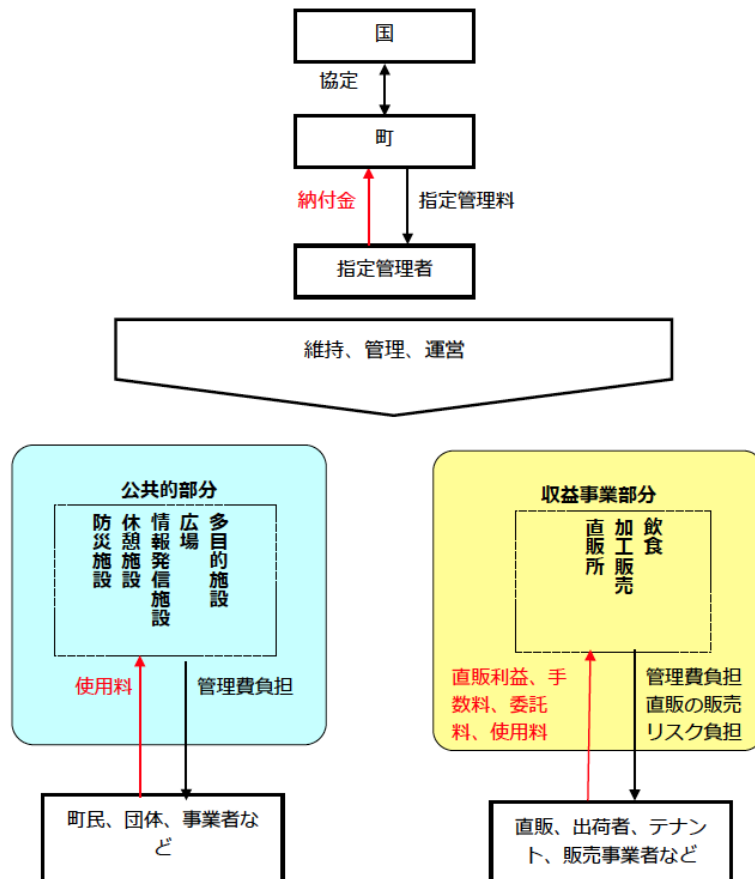 国
協定
町
納付金
指定管理料
指定管理者
維持、管理、運営
公共的部分
多目的施設
広場
情報発信施設
休憩施設
防災施設
使用料
管理費負担
町民、団体、事業者な
ど
収益事業部分
飲食
加工販売
直販所
直販利益、手
数料、委託
料、使用料
管理費負担
直販の販売
リスク負担
直販、出荷者、テナン
ト、販売事業者など